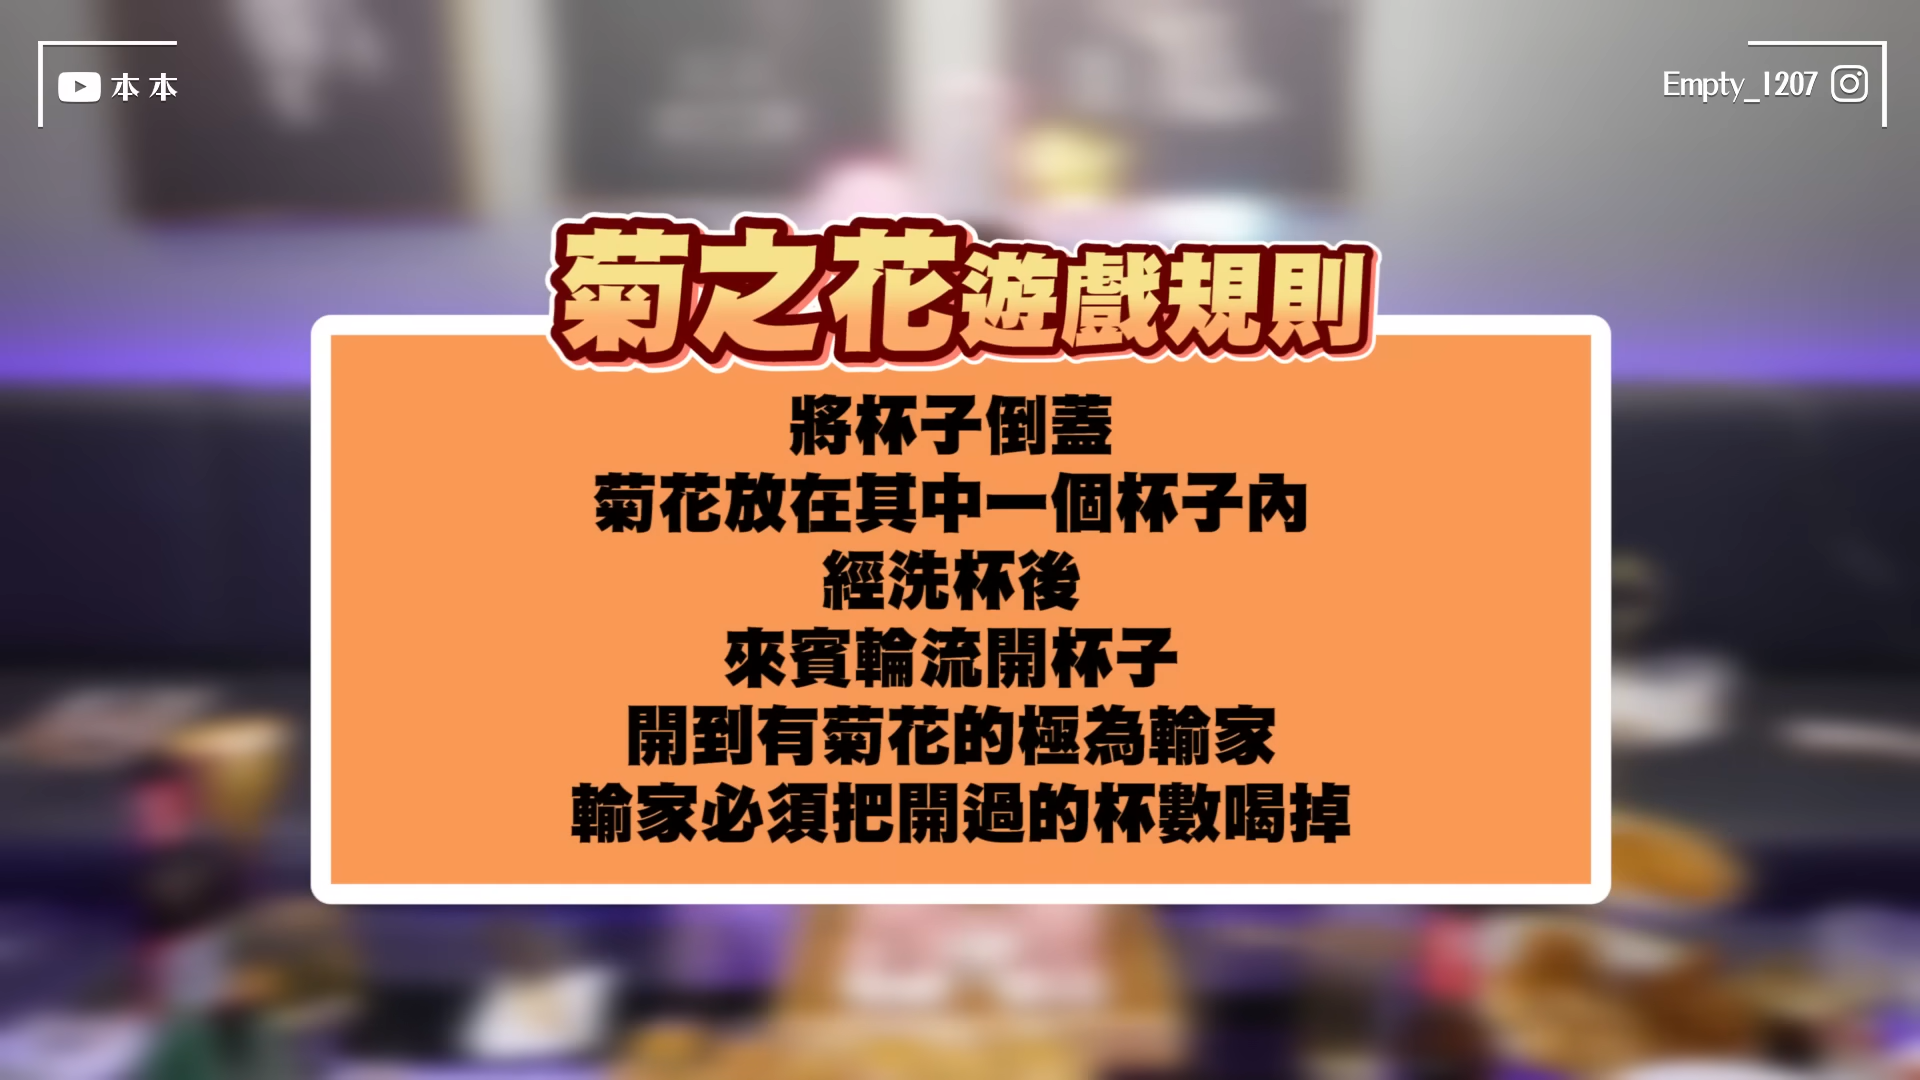 本本
Empty_1207
菊之花遊戲規則
將杯子倒蓋
菊花放在其中一個杯子內
經洗杯後
來賓輪流開杯子
開到有菊花的極為輸家
輸家必須把開過的杯數喝掉